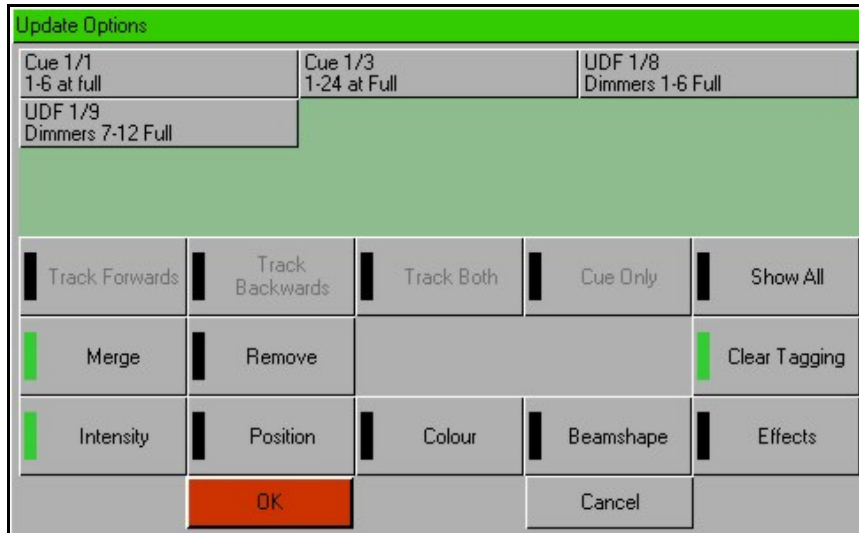 Update Options
Cue 1/1
1-6 at full
Cue 1/3
1-24 at Full
UDF 1/8
Dimmers 1-6 Full
UDF 1/9
Dimmers 7-12 Full
Track Forwards
Track
Backwards
Track Both
Cue Only
Show All
Merge
Remove
Clear Tagging
Intensity
Position
Colour
Beamshape
Effects
OK
Cancel